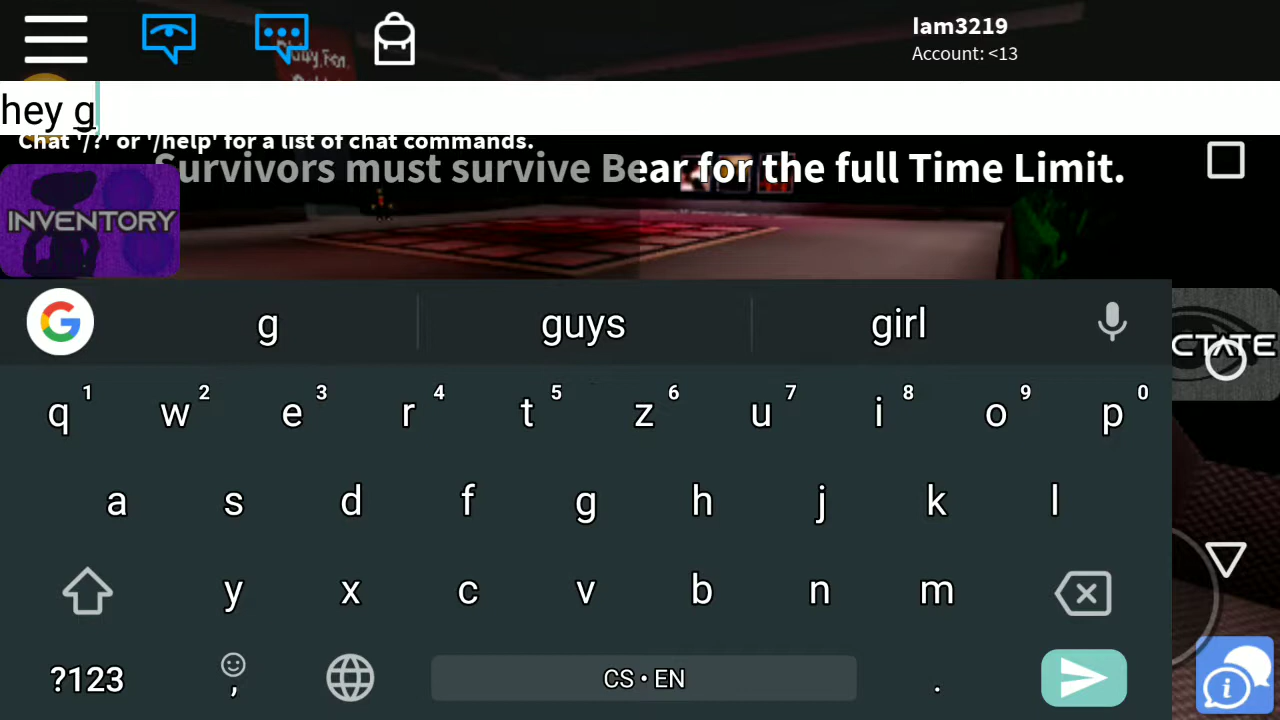 lam3219
Account: <13
hey g
Chat '/?' or '/help' for a list of chat commands.
Survivors must survive Bear for the full Time Limit.
INVENTORY
g guys girl
CTATE
q 1 w 2 e 3 r 4 t 5 z 6 u 7 i 8 o 9 p 0
a s d f g h j k l
y x c v b n m
?123 , CS • EN .